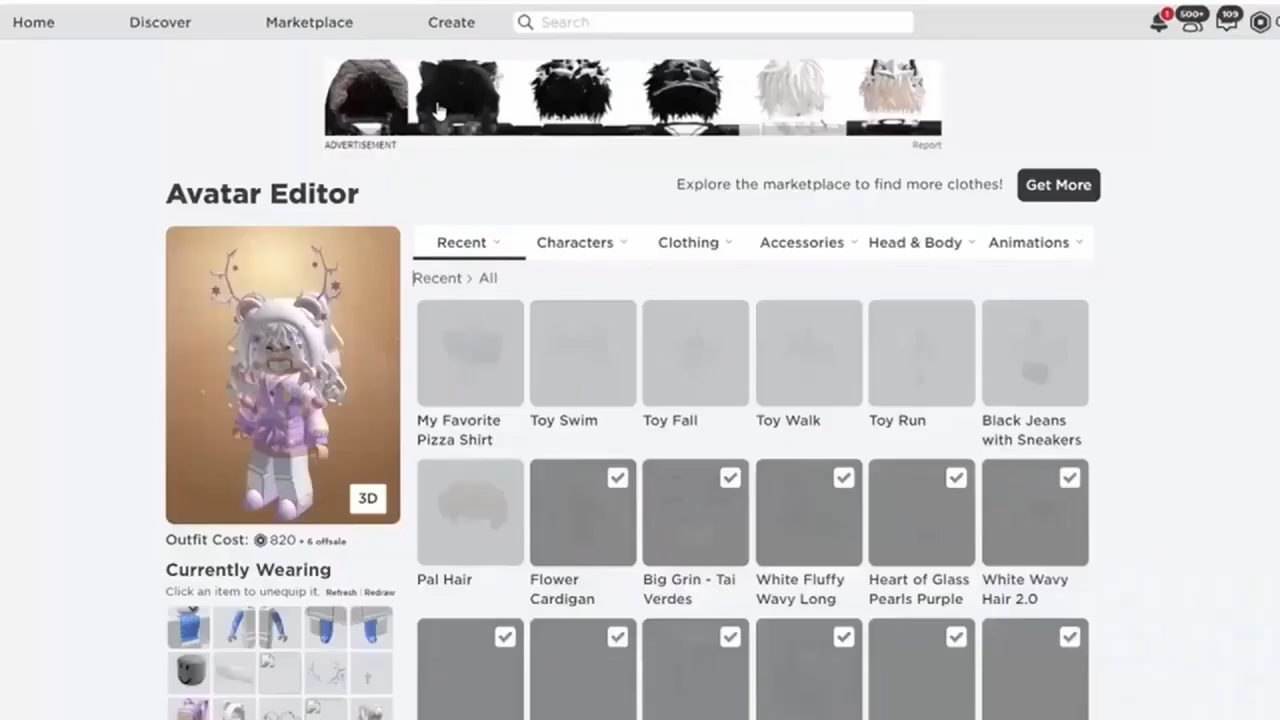 Home Discover Marketplace Create Search 1 500+ 109
ADVERTISEMENT Report
Avatar Editor
Explore the marketplace to find more clothes! Get More
Recent Characters Clothing Accessories Head & Body Animations
Recent > All
3D
My Favorite Toy Swim Toy Fall Toy Walk Toy Run Black Jeans
Pizza Shirt with Sneakers
Outfit Cost: 820 + 6 offsale
Currently Wearing
Click an item to unequip it. Refresh | Redraw
Pal Hair Flower Big Grin - Tai White Fluffy Heart of Glass White Wavy
Cardigan Verdes Wavy Long Pearls Purple Hair 2.0